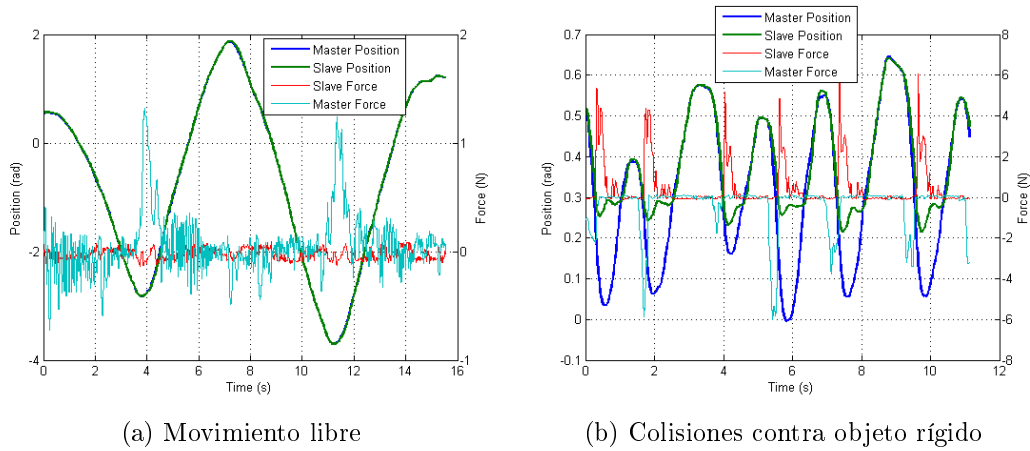 2
0
-2
-4
Position (rad)
0
2
4
6
8
10
12
14
16
Time (s)
2
1
0
-1
Force (N)
Master Position
Slave Position
Slave Force
Master Force
(a) Movimiento libre
0.7
0.6
0.5
0.4
0.3
0.2
0.1
0
-0.1
Position (rad)
0
2
4
6
8
10
12
Time (s)
8
6
4
2
0
-2
-4
-6
-8
Force (N)
Master Position
Slave Position
Slave Force
Master Force
(b) Colisiones contra objeto rígido